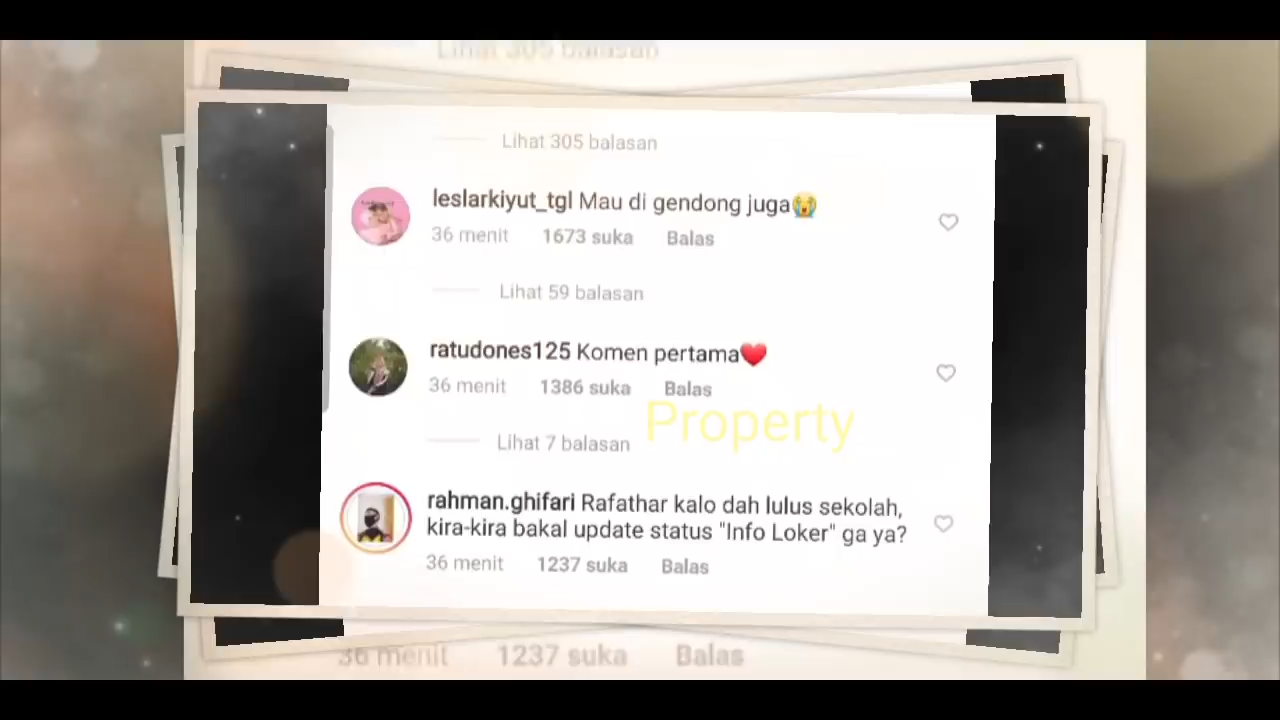 Lihat 305 balasan
Lihat 305 balasan
leslarkiyut_tgl Mau di gendong juga😭
36 menit 1673 suka Balas
Lihat 59 balasan
ratudones125 Komen pertama❤️
36 menit 1386 suka Balas
Property
Lihat 7 balasan
rahman.ghifari Rafathar kalo dah lulus sekolah,
kira-kira bakal update status "Info Loker" ga ya?
36 menit 1237 suka Balas
36 menit 1237 suka Balas